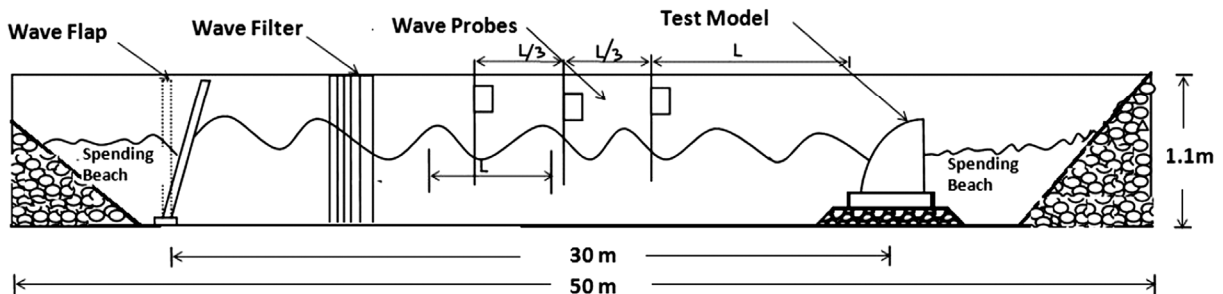 Wave Flap
Wave Filter
Wave Probes
Test Model
L/3
L/3
L
L
Spending
Beach
Spending
Beach
1.1m
30 m
50 m